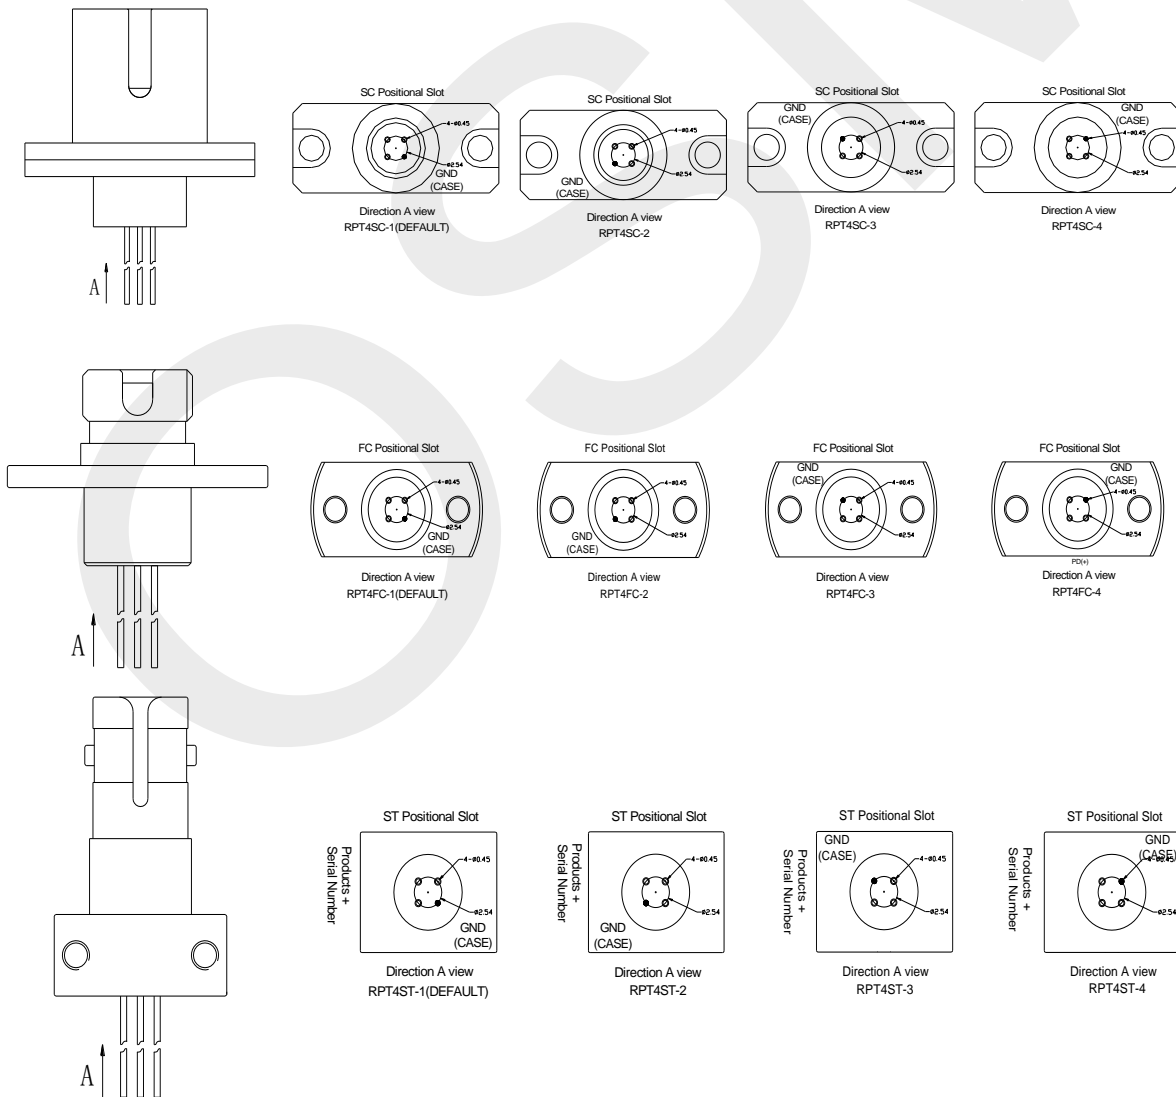 SC Positional Slot
4-ø0.45
ø2.54
GND
(CASE)
Direction A view
RPT4SC-1(DEFAULT)
SC Positional Slot
4-ø0.45
ø2.54
GND
(CASE)
Direction A view
RPT4SC-2
SC Positional Slot
GND
(CASE)
4-ø0.45
ø2.54
Direction A view
RPT4SC-3
SC Positional Slot
GND
(CASE)
4-ø0.45
ø2.54
Direction A view
RPT4SC-4
A
FC Positional Slot
4-ø0.45
ø2.54
GND
(CASE)
Direction A view
RPT4FC-1(DEFAULT)
FC Positional Slot
4-ø0.45
ø2.54
GND
(CASE)
Direction A view
RPT4FC-2
FC Positional Slot
GND
(CASE)
4-ø0.45
ø2.54
Direction A view
RPT4FC-3
FC Positional Slot
GND
(CASE)
4-ø0.45
ø2.54
PD(+)
Direction A view
RPT4FC-4
A
ST Positional Slot
Products +
Serial Number
4-ø0.45
ø2.54
GND
(CASE)
Direction A view
RPT4ST-1(DEFAULT)
ST Positional Slot
Products +
Serial Number
4-ø0.45
ø2.54
GND
(CASE)
Direction A view
RPT4ST-2
ST Positional Slot
Products +
Serial Number
GND
(CASE)
4-ø0.45
ø2.54
Direction A view
RPT4ST-3
ST Positional Slot
Products +
Serial Number
GND
(CASE)
4-ø0.45
ø2.54
Direction A view
RPT4ST-4
A